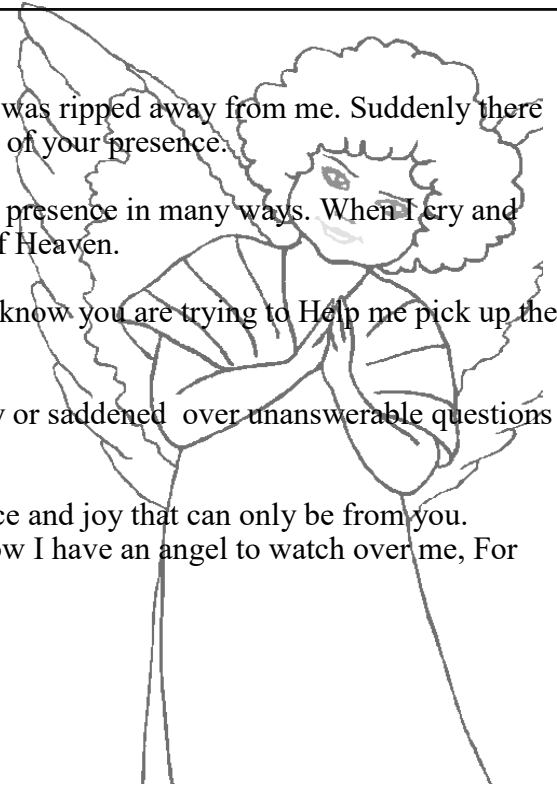 was ripped away from me. Suddenly there
of your presence.
presence in many ways. When I cry and
f Heaven.
know you are trying to Help me pick up the
or saddened over unanswerable questions
and joy that can only be from you.
I have an angel to watch over me, For